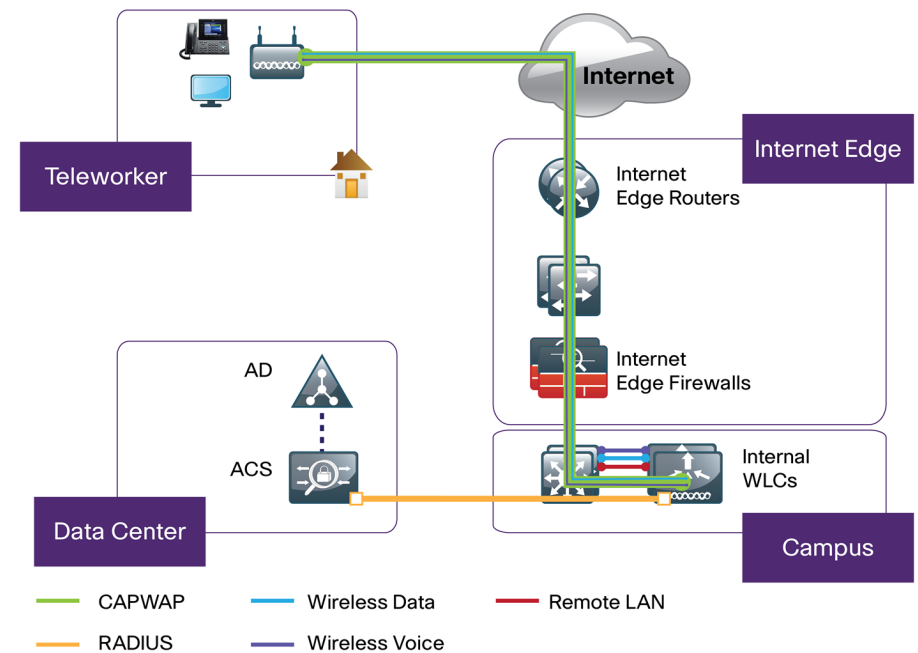 Internet
Internet Edge
Teleworker
Internet
Edge Routers
Internet
Edge Firewalls
AD
ACS
Internal
WLCs
Data Center
Campus
CAPWAP
Wireless Data
Remote LAN
RADIUS
Wireless Voice